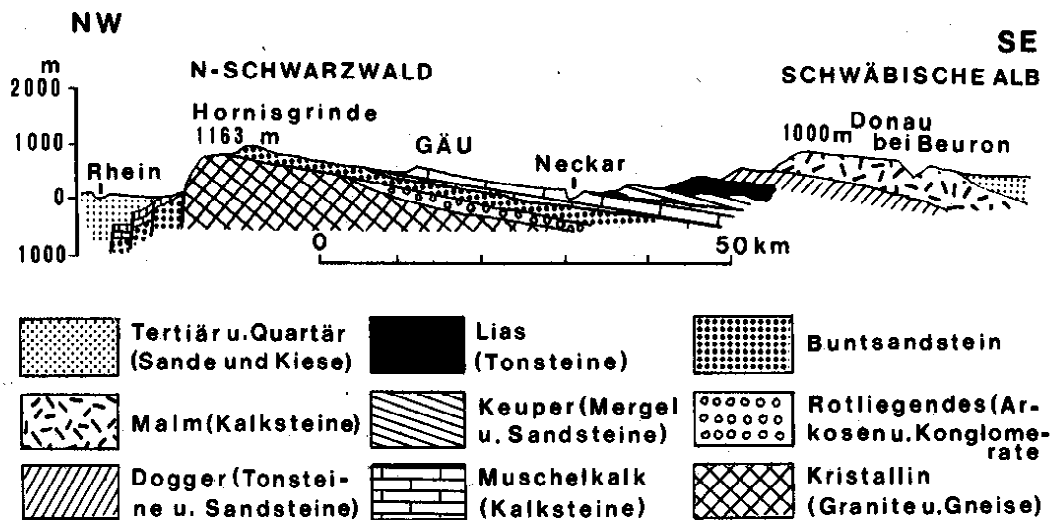 NW
SE
m
N-SCHWARZWALD
SCHWÄBISCHE ALB
2000
Hornisgrinde
1163 m
1000
GÄU
1000m
Donau
bei Beuron
Rhein
Neckar
0
1000
0
50 km
Tertiär u. Quartär
(Sande und Kiese)
Lias
(Tonsteine)
Buntsandstein
Malm (Kalksteine)
Keuper (Mergel
u. Sandsteine)
Rotliegendes (Ar-
kosen u. Konglome-
rate
Dogger (Tonstei-
ne u. Sandsteine)
Muschelkalk
(Kalksteine)
Kristallin
(Granite u. Gneise)